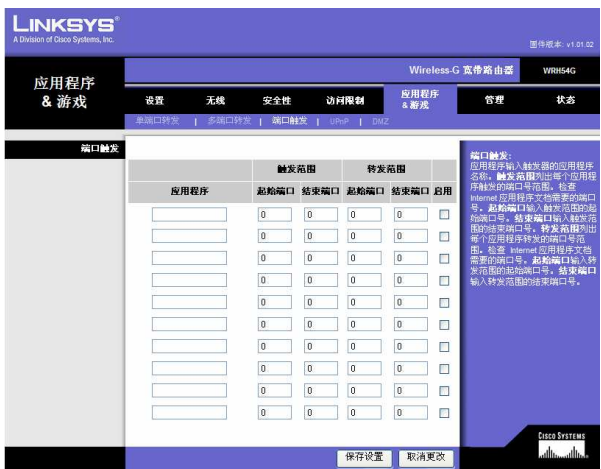 LINKSYS®
A Division of Cisco Systems, Inc.
固件版本: v1.01.02
Wireless-G 宽带路由器 WRH54G
应用程序
& 游戏
设置 无线 安全性 访问限制 应用程序 & 游戏 管理 状态
单端口转发 | 多端口转发 | 端口触发 | UPnP | DMZ
端口触发
触发范围 转发范围
应用程序 起始端口 结束端口 起始端口 结束端口 启用
0 0 0 0
0 0 0 0
0 0 0 0
0 0 0 0
0 0 0 0
0 0 0 0
0 0 0 0
0 0 0 0
0 0 0 0
0 0 0 0
端口触发:
应用程序输入触发器的应用程序
名称。触发范围列出每个应用程
序触发的端口号范围。检查
Internet 应用程序文档需要的端口
号。起始端口输入触发范围的起
始端口号。结束端口输入触发范
围的结束端口号。转发范围列出
每个应用程序转发的端口号范
围。检查 Internet 应用程序文档
需要的端口号。起始端口输入转
发范围的起始端口号。结束端口
输入转发范围的结束端口号。
保存设置 取消更改
CISCO SYSTEMS